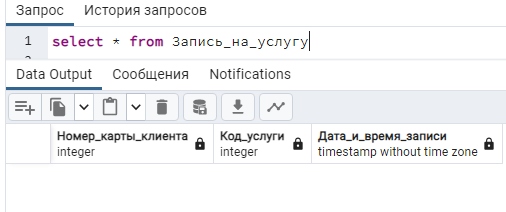 Запрос История запросов
1 select * from Запись_на_услугу
Data Output Сообщения Notifications
Номер_карты_клиента Код_услуги Дата_и_время_записи
integer integer timestamp without time zone